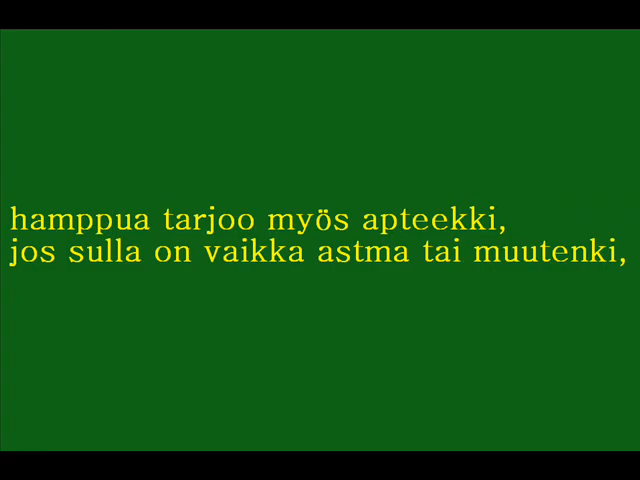 hamppua tarjoo myös apteekki,
jos sulla on vaikka astma tai muutenki,